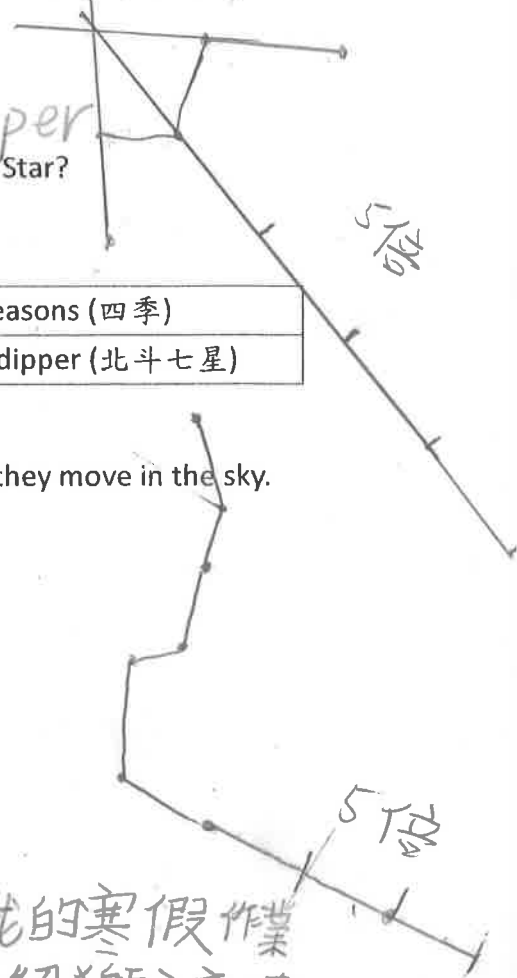 per
Star?
5倍
easons (四季)
dipper (北斗七星)
they move in the sky.
5倍
的寒假作業